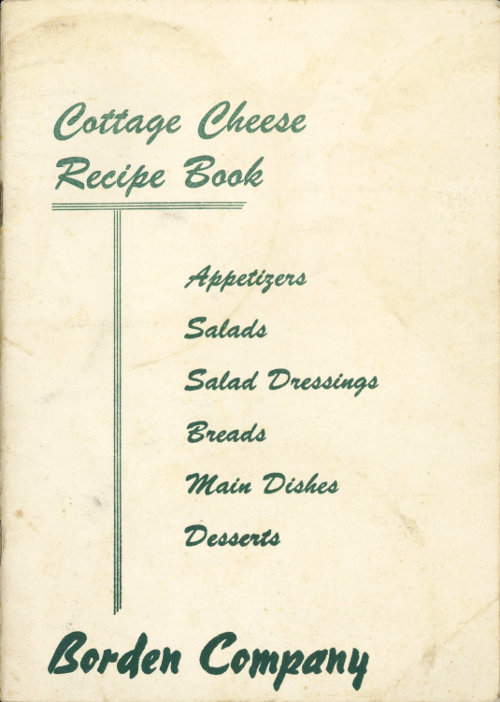 Cottage Cheese
Recipe Book
Appetizers
Salads
Salad Dressings
Breads
Main Dishes
Desserts
Borden Company